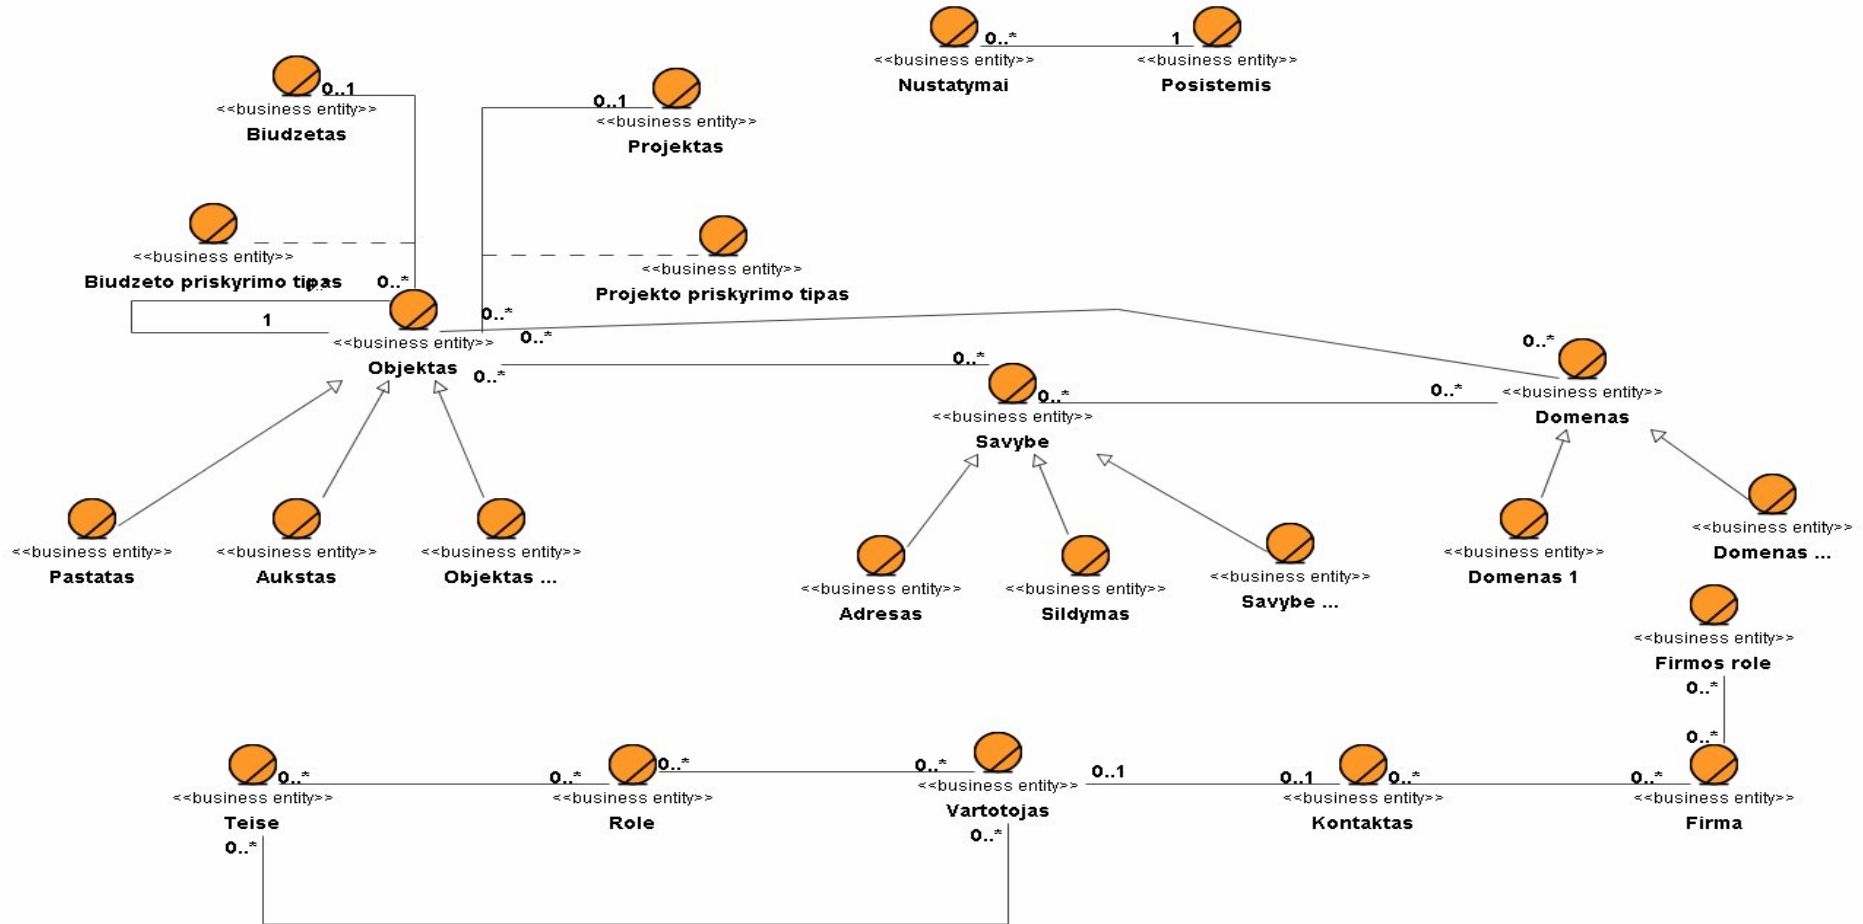 0..* 1
<<business entity>> <<business entity>>
Nustatymai Posistemis
0..1
<<business entity>>
Biudzetas
0..1
<<business entity>>
Projektas
<<business entity>>
Biudzeto priskyrimo tipas
<<business entity>>
Projekto priskyrimo tipas
0..*
1
0..*
0..*
<<business entity>>
Objektas
0..*
0..*
0..*
<<business entity>>
Savybe
0..*
0..*
0..*
<<business entity>>
Domenas
<<business entity>> <<business entity>> <<business entity>>
Pastatas Aukstas Objektas ...
<<business entity>> <<business entity>> <<business entity>>
Adresas Sildymas Savybe ...
<<business entity>> <<business entity>>
Domenas 1 Domenas ...
<<business entity>>
Firmos role
0..*
0..*
0..* 0..* 0..* 0..* 0..1 0..1 0..* 0..*
<<business entity>> <<business entity>> <<business entity>> <<business entity>> <<business entity>>
Teise Role Vartotojas Kontaktas Firma
0..* 0..*